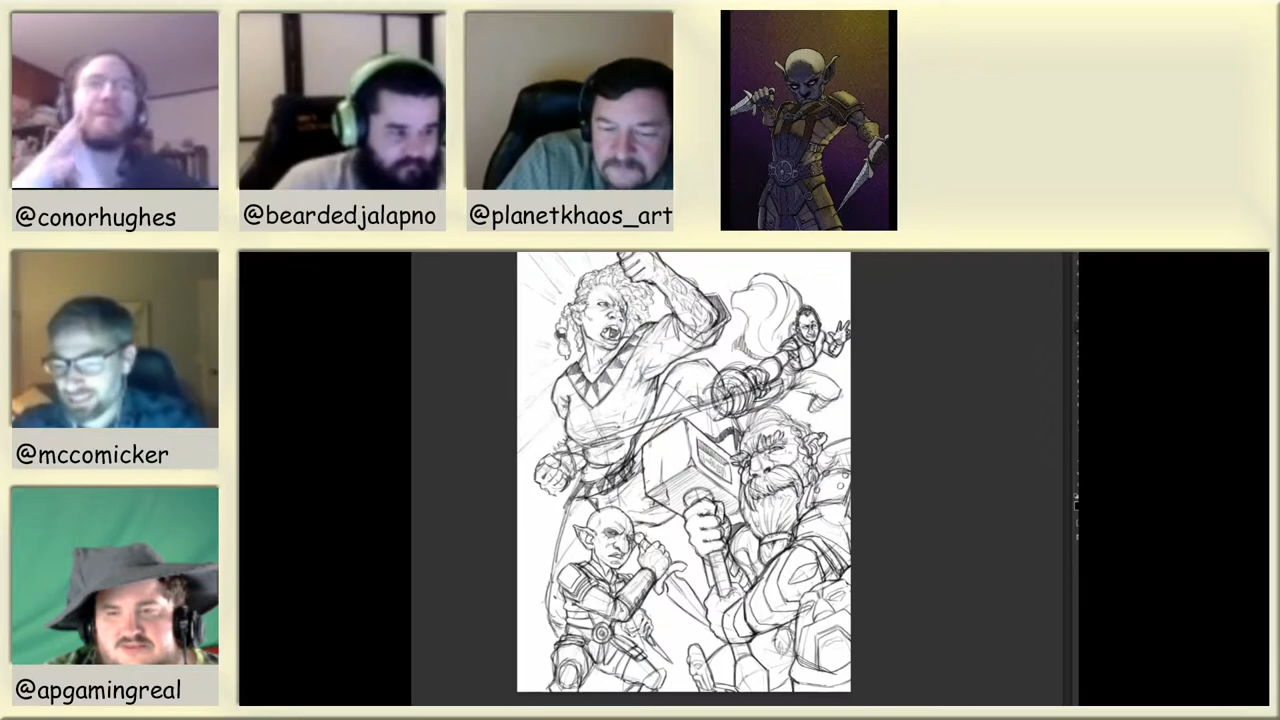 @conorhughes
@beardedjalapno
@planetkhaos_art
@mccomicker
@apgamingreal